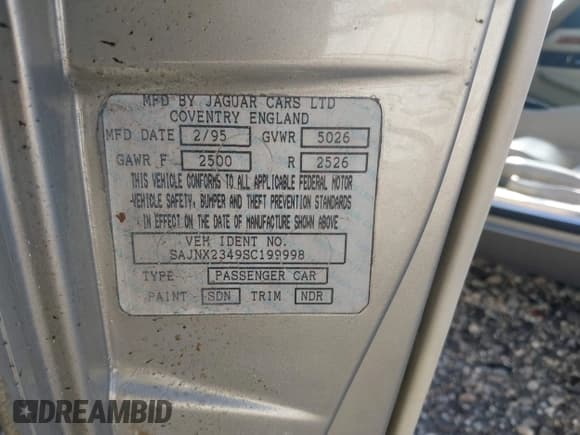 MFD BY JAGUAR CARS LTD
COVENTRY ENGLAND
MFD DATE 2/95 GVWR 5026
GAWR F 2500 R 2526
THIS VEHICLE CONFORMS TO ALL APPLICABLE FEDERAL MOTOR
VEHICLE SAFETY, BUMPER AND THEFT PREVENTION STANDARDS
IN EFFECT ON THE DATE OF MANUFACTURE SHOWN ABOVE
VEH IDENT NO.
SAJNX2349SC199998
TYPE PASSENGER CAR
PAINT SDN TRIM NDR
DREAMBID